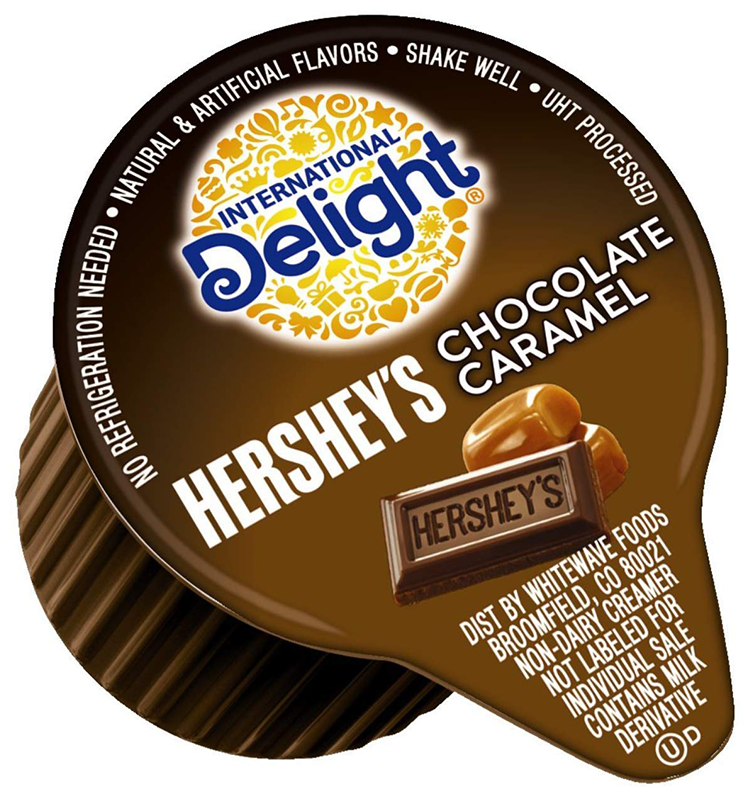 NO REFRIGERATION NEEDED • NATURAL & ARTIFICIAL FLAVORS • SHAKE WELL • UHT PROCESSED
INTERNATIONAL
Delight®
HERSHEY'S
CHOCOLATE
CARAMEL
HERSHEY'S
DIST BY WHITEWAVE FOODS
BROOMFIELD, CO 80021
NON-DAIRY CREAMER
NOT LABELED FOR
INDIVIDUAL SALE
CONTAINS MILK
DERIVATIVE
U D